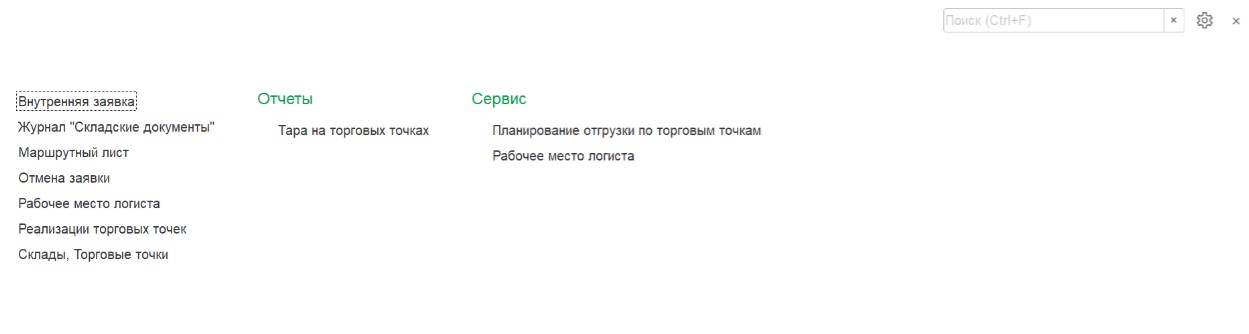 Поиск (Ctrl+F)
Внутренняя заявка
Журнал "Складские документы"
Маршрутный лист
Отмена заявки
Рабочее место логиста
Реализации торговых точек
Склады, Торговые точки
Отчеты
Тара на торговых точках
Сервис
Планирование отгрузки по торговым точкам
Рабочее место логиста